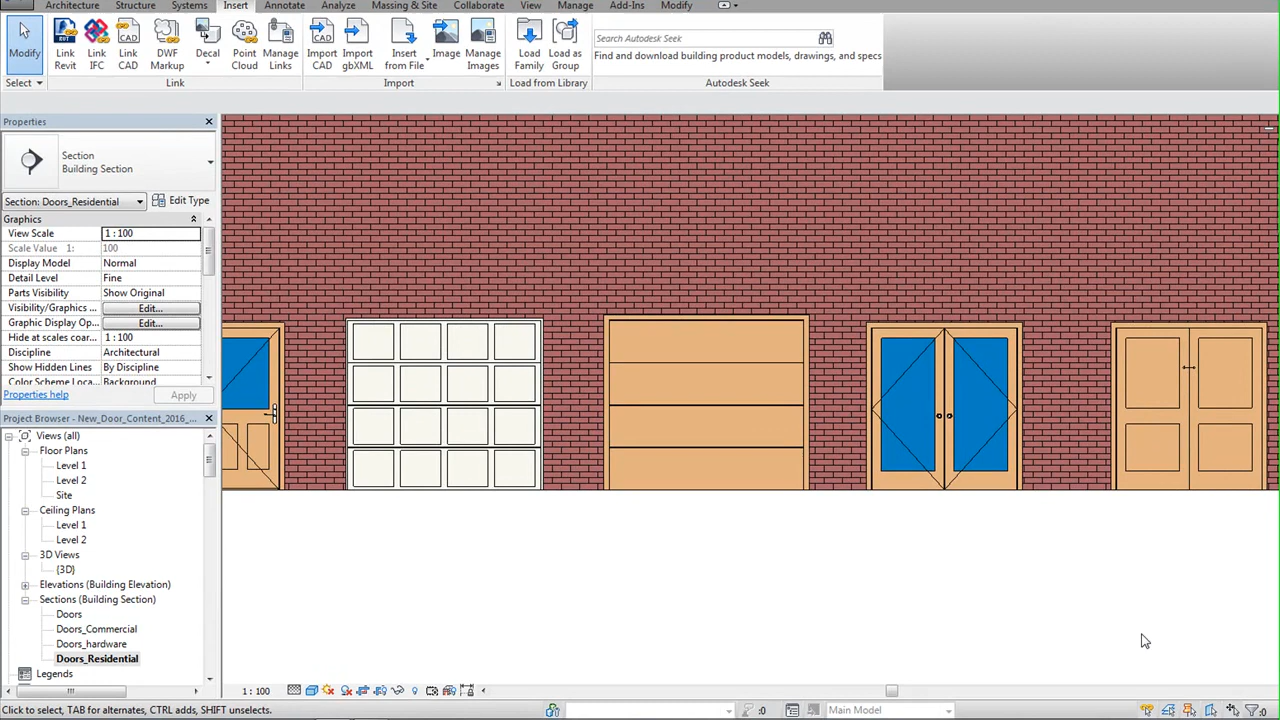 Architecture Structure Systems Insert Annotate Analyze Massing & Site Collaborate View Manage Add-Ins Modify
Modify
Link Revit
Link IFC
Link CAD
DWF Markup
Decal
Point Cloud
Manage Links
Import CAD
Import gbXML
Insert from File
Image
Manage Images
Load Family
Load as Group
Search Autodesk Seek
Find and download building product models, drawings, and specs
Select Link Import Load from Library Autodesk Seek
Properties
Section
Building Section
Section: Doors_Residential Edit Type
Graphics
View Scale 1 : 100
Scale Value 1: 100
Display Model Normal
Detail Level Fine
Parts Visibility Show Original
Visibility/Graphics ... Edit...
Graphic Display Op... Edit...
Hide at scales coar... 1 : 100
Discipline Architectural
Show Hidden Lines By Discipline
Color Scheme Loca... Background
Properties help Apply
Project Browser - New_Door_Content_2016_...
Views (all)
Floor Plans
Level 1
Level 2
Site
Ceiling Plans
Level 1
Level 2
3D Views
{3D}
Elevations (Building Elevation)
Sections (Building Section)
Doors
Doors_Commercial
Doors_hardware
Doors_Residential
Legends
1 : 100
Click to select, TAB for alternates, CTRL adds, SHIFT unselects. :0 Main Model :0